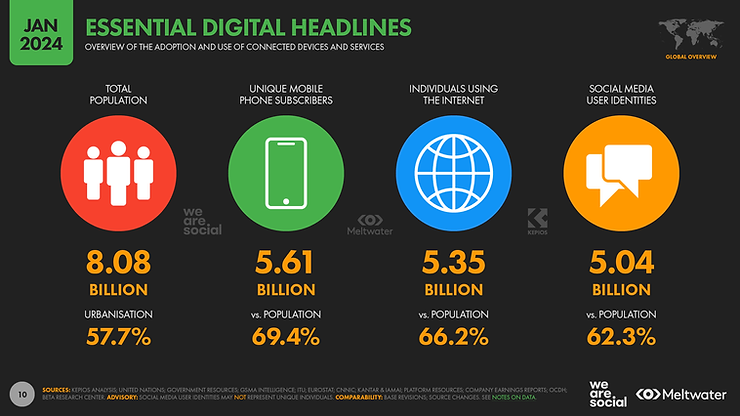 JAN
2024
ESSENTIAL DIGITAL HEADLINES
OVERVIEW OF THE ADOPTION AND USE OF CONNECTED DEVICES AND SERVICES
GLOBAL OVERVIEW
TOTAL
POPULATION
UNIQUE MOBILE
PHONE SUBSCRIBERS
INDIVIDUALS USING
THE INTERNET
SOCIAL MEDIA
USER IDENTITIES
we
are.
social
Meltwater
KEPIOS
8.08
BILLION
URBANISATION
57.7%
5.61
BILLION
vs. POPULATION
69.4%
5.35
BILLION
vs. POPULATION
66.2%
5.04
BILLION
vs. POPULATION
62.3%
10
SOURCES: KEPIOS ANALYSIS; UNITED NATIONS; GOVERNMENT RESOURCES; GSMA INTELLIGENCE; ITU; EUROSTAT; CNNIC; KANTAR & IAMAI; PLATFORM RESOURCES; COMPANY EARNINGS REPORTS; OCDH;
BETA RESEARCH CENTER. ADVISORY: SOCIAL MEDIA USER IDENTITIES MAY NOT REPRESENT UNIQUE INDIVIDUALS. COMPARABILITY: BASE REVISIONS; SOURCE CHANGES. SEE NOTES ON DATA.
we
are.
social
Meltwater